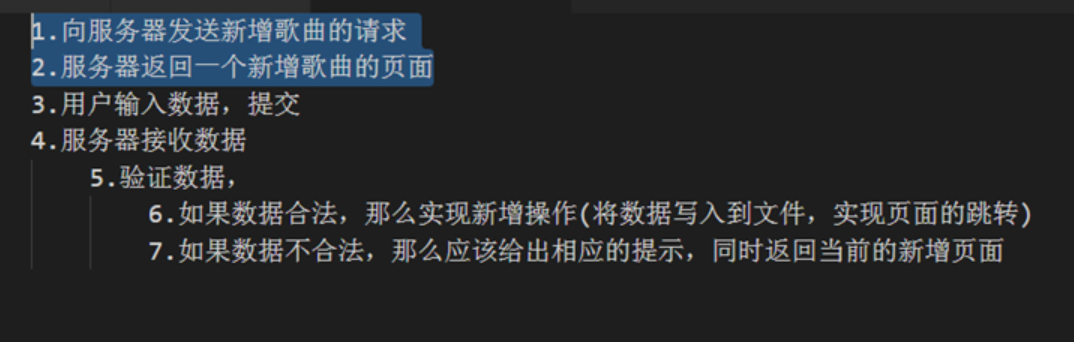 1.向服务器发送新增歌曲的请求
2.服务器返回一个新增歌曲的页面
3.用户输入数据，提交
4.服务器接收数据
5.验证数据，
6.如果数据合法，那么实现新增操作(将数据写入到文件，实现页面的跳转)
7.如果数据不合法，那么应该给出相应的提示，同时返回当前的新增页面